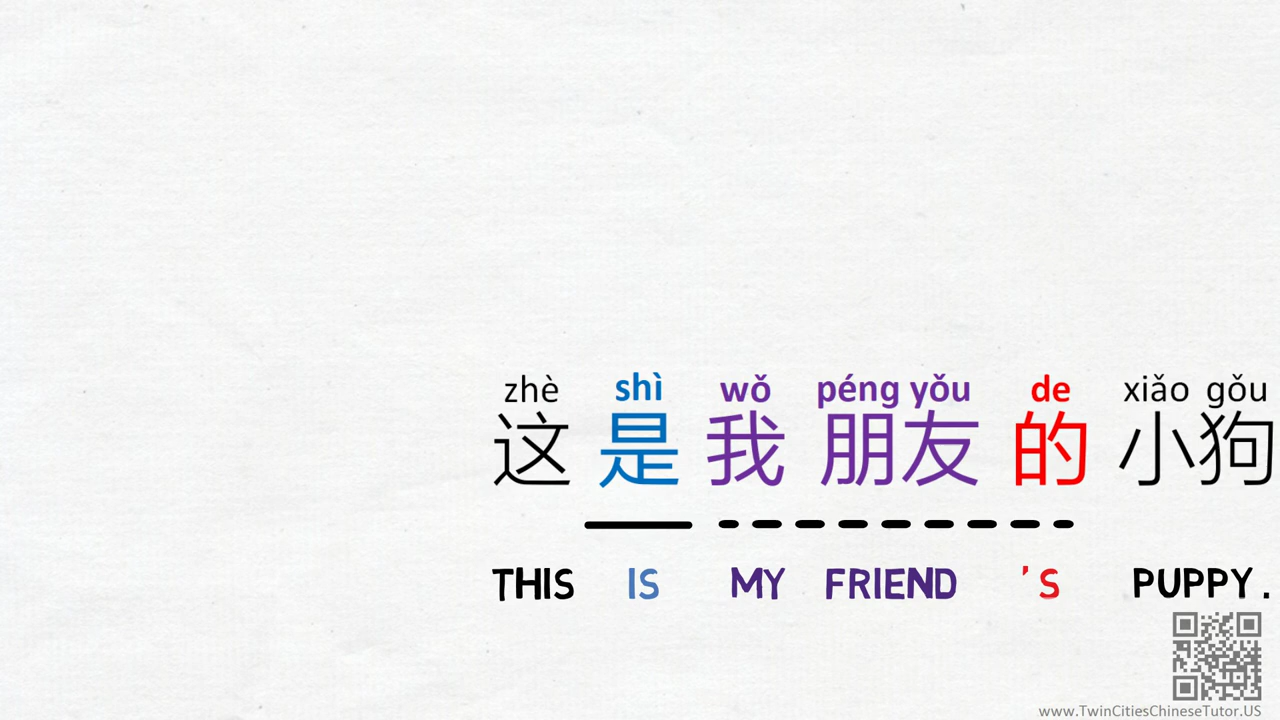 zhè shì wǒ péng yǒu de xiǎo gǒu
这 是 我 朋友 的 小狗
THIS IS MY FRIEND 'S PUPPY.
www.TwinCitiesChineseTutor.US